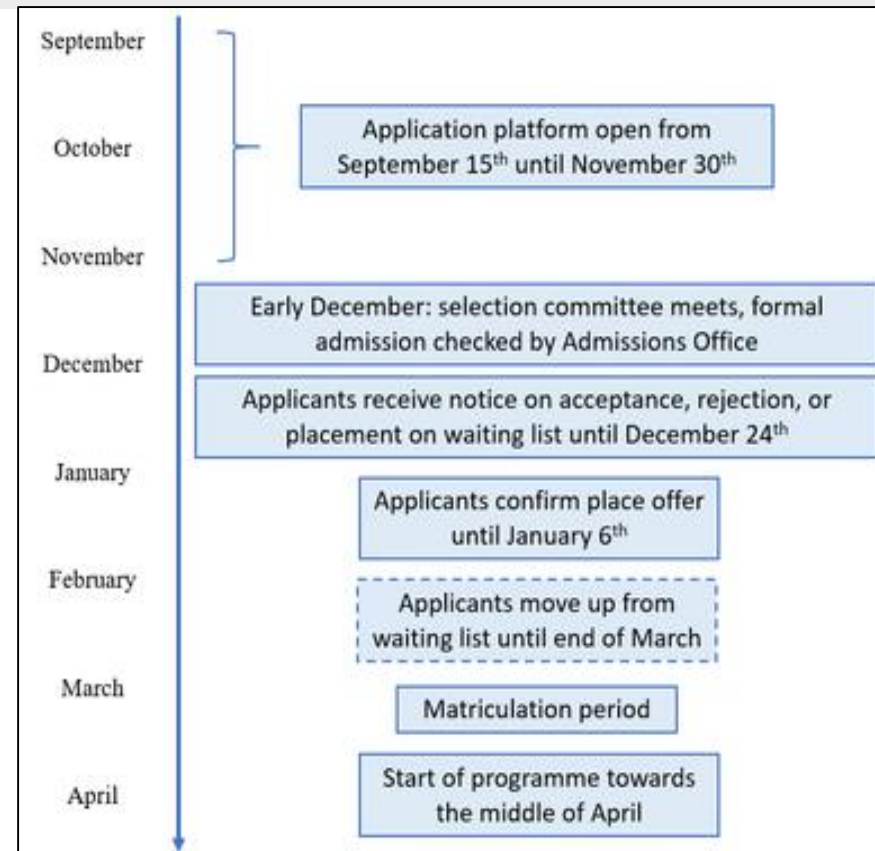 September
Application platform open from
September 15th until November 30th
October
November
Early December: selection committee meets, formal
admission checked by Admissions Office
December
Applicants receive notice on acceptance, rejection, or
placement on waiting list until December 24th
January
Applicants confirm place offer
until January 6th
February
Applicants move up from
waiting list until end of March
March
Matriculation period
April
Start of programme towards
the middle of April